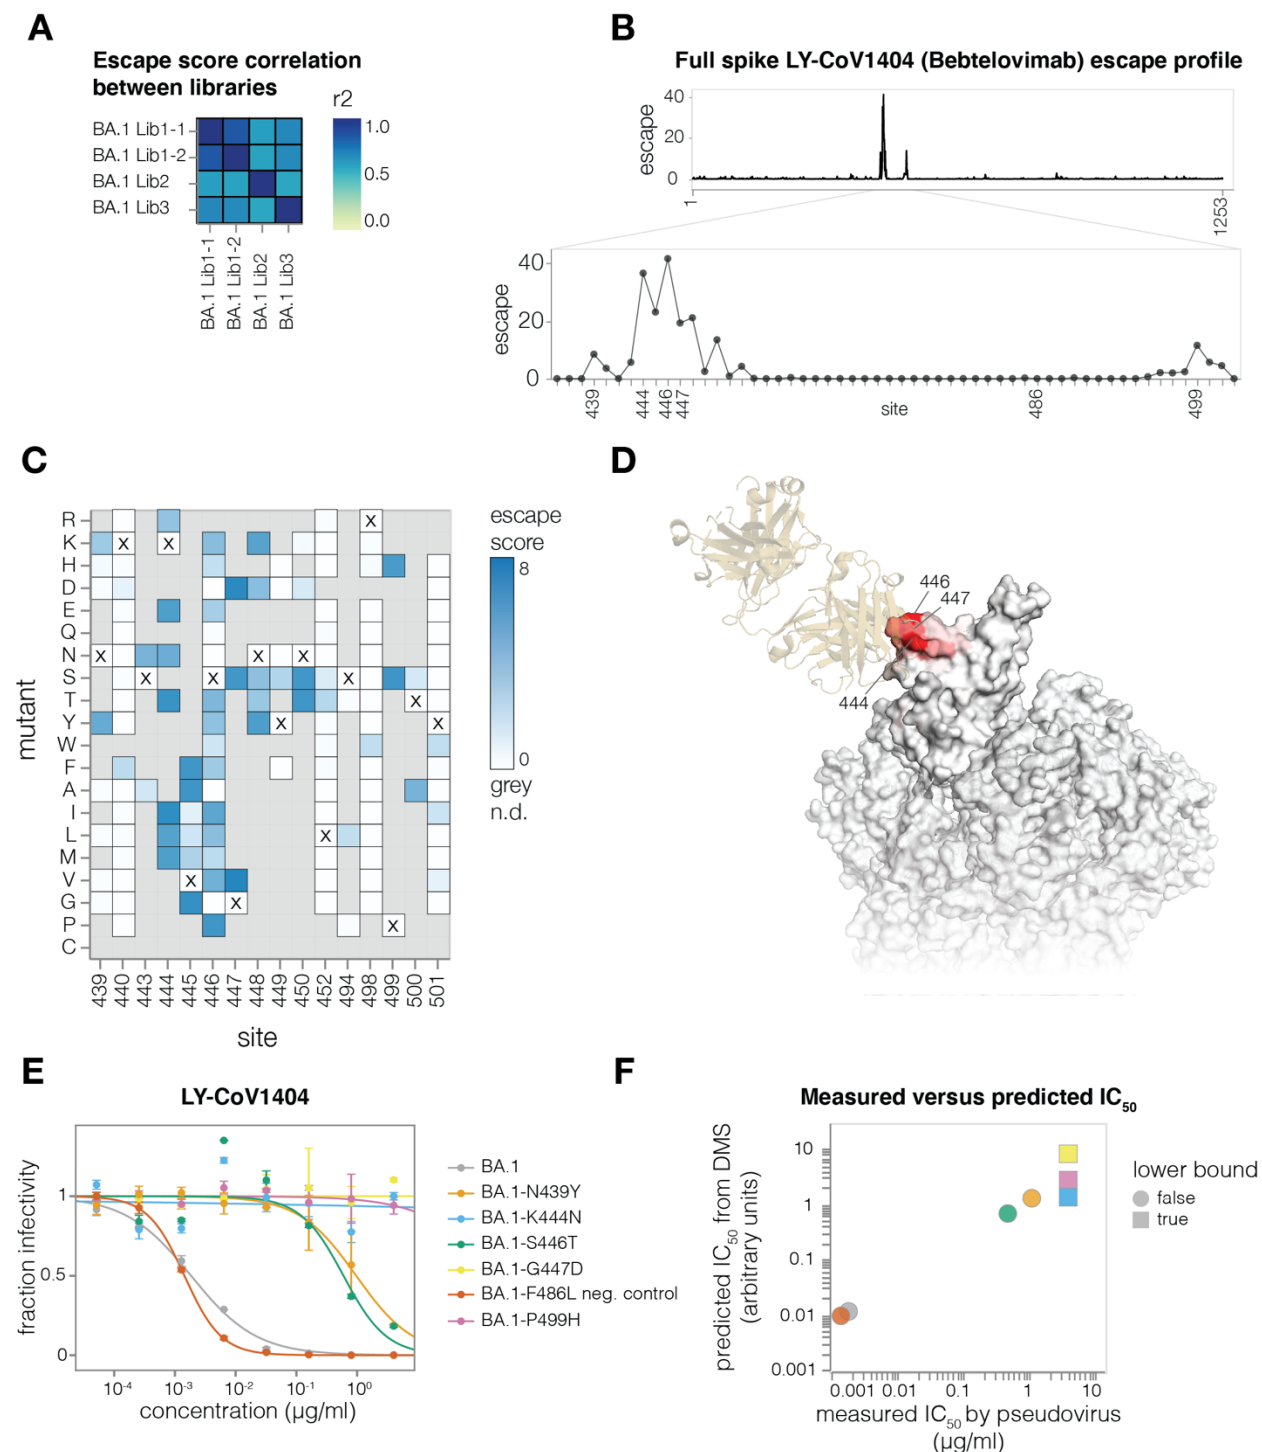 A
Escape score correlation
between libraries
r2
BA.1 Lib1-1
BA.1 Lib1-2
BA.1 Lib2
BA.1 Lib3
1.0
0.5
0.0
BA.1 Lib1-1
BA.1 Lib1-2
BA.1 Lib2
BA.1 Lib3
B
Full spike LY-CoV1404 (Bebtelovimab) escape profile
escape
40
20
0
1
1253
escape
40
20
0
439
444
446
447
site
486
499
C
mutant
R
K
H
D
E
Q
N
S
T
Y
W
F
A
I
L
M
V
G
P
C
X
X X
X X X
X X X
X
X X
X
X
X
X
439
440
443
444
445
446
447
448
449
450
452
494
498
499
500
501
site
escape
score
8
0
grey
n.d.
D
446
447
444
E
LY-CoV1404
fraction infectivity
1
0.5
0
10-4
10-3
10-2
10-1
100
concentration (µg/ml)
BA.1
BA.1-N439Y
BA.1-K444N
BA.1-S446T
BA.1-G447D
BA.1-F486L neg. control
BA.1-P499H
F
Measured versus predicted IC50
predicted IC50 from DMS
(arbitrary units)
10
1
0.1
0.01
0.001
0.001 0.01 0.1 1 10
measured IC50 by pseudovirus
(µg/ml)
lower bound
false
true